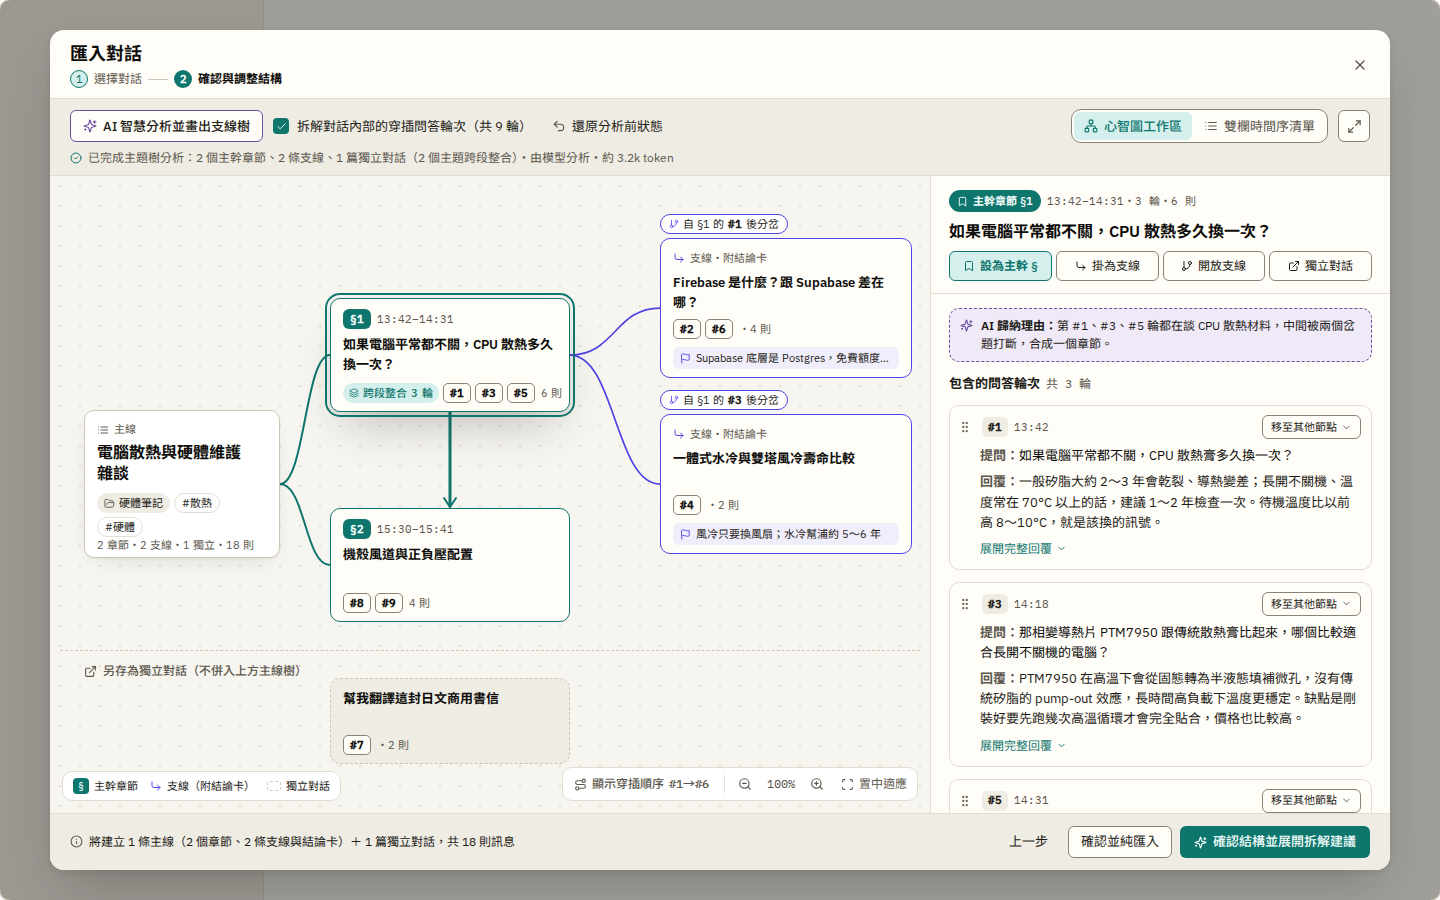 匯入對話
1 選擇對話 2 確認與調整結構
AI 智慧分析並畫出支線樹
拆解對話內部的穿插問答輪次（共 9 輪）
還原分析前狀態
心智圖工作區
雙欄時間序清單
已完成主題樹分析：2 個主幹章節、2 條支線、1 篇獨立對話（2 個主題跨段整合）・由模型分析・約 3.2k token
主線
電腦散熱與硬體維護
雜談
硬體筆記 #散熱
#硬體
2 章節・2 支線・1 獨立・18 則
§1 13:42–14:31
如果電腦平常都不關，CPU 散熱多久
換一次？
跨段整合 3 輪 #1 #3 #5 6 則
§2 15:30–15:41
機殼風道與正負壓配置
#8 #9 4 則
自 §1 的 #1 後分岔
支線・附結論卡
Firebase 是什麼？跟 Supabase 差在
哪？
#2 #6 ・4 則
Supabase 底層是 Postgres，免費額度…
自 §1 的 #3 後分岔
支線・附結論卡
一體式水冷與雙塔風冷壽命比較
#4 ・2 則
風冷只要換風扇；水冷幫浦約 5～6 年
另存為獨立對話（不併入上方主線樹）
幫我翻譯這封日文商用書信
#7 ・2 則
§ 主幹章節 支線（附結論卡） 獨立對話
顯示穿插順序 #1→#6 100% 置中適應
主幹章節 §1 13:42–14:31・3 輪・6 則
如果電腦平常都不關，CPU 散熱多久換一次？
設為主幹 § 掛為支線 開放支線 獨立對話
AI 歸納理由：第 #1、#3、#5 輪都在談 CPU 散熱材料，中間被兩個岔
題打斷，合成一個章節。
包含的問答輪次 共 3 輪
#1 13:42 移至其他節點
提問：如果電腦平常都不關，CPU 散熱膏多久換一次？
回覆：一般矽脂大約 2～3 年會乾裂、導熱變差；長開不關機、溫
度常在 70°C 以上的話，建議 1～2 年檢查一次。待機溫度比以前
高 8～10°C，就是該換的訊號。
展開完整回覆
#3 14:18 移至其他節點
提問：那相變導熱片 PTM7950 跟傳統散熱膏比起來，哪個比較適
合長開不關機的電腦？
回覆：PTM7950 在高溫下會從固態轉為半液態填補微孔，沒有傳
統矽脂的 pump-out 效應，長時間高負載下溫度更穩定。缺點是剛
裝好要先跑幾次高溫循環才會完全貼合，價格也比較高。
展開完整回覆
#5 14:31 移至其他節點
將建立 1 條主線（2 個章節、2 條支線與結論卡）＋ 1 篇獨立對話，共 18 則訊息
上一步
確認並純匯入
確認結構並展開拆解建議